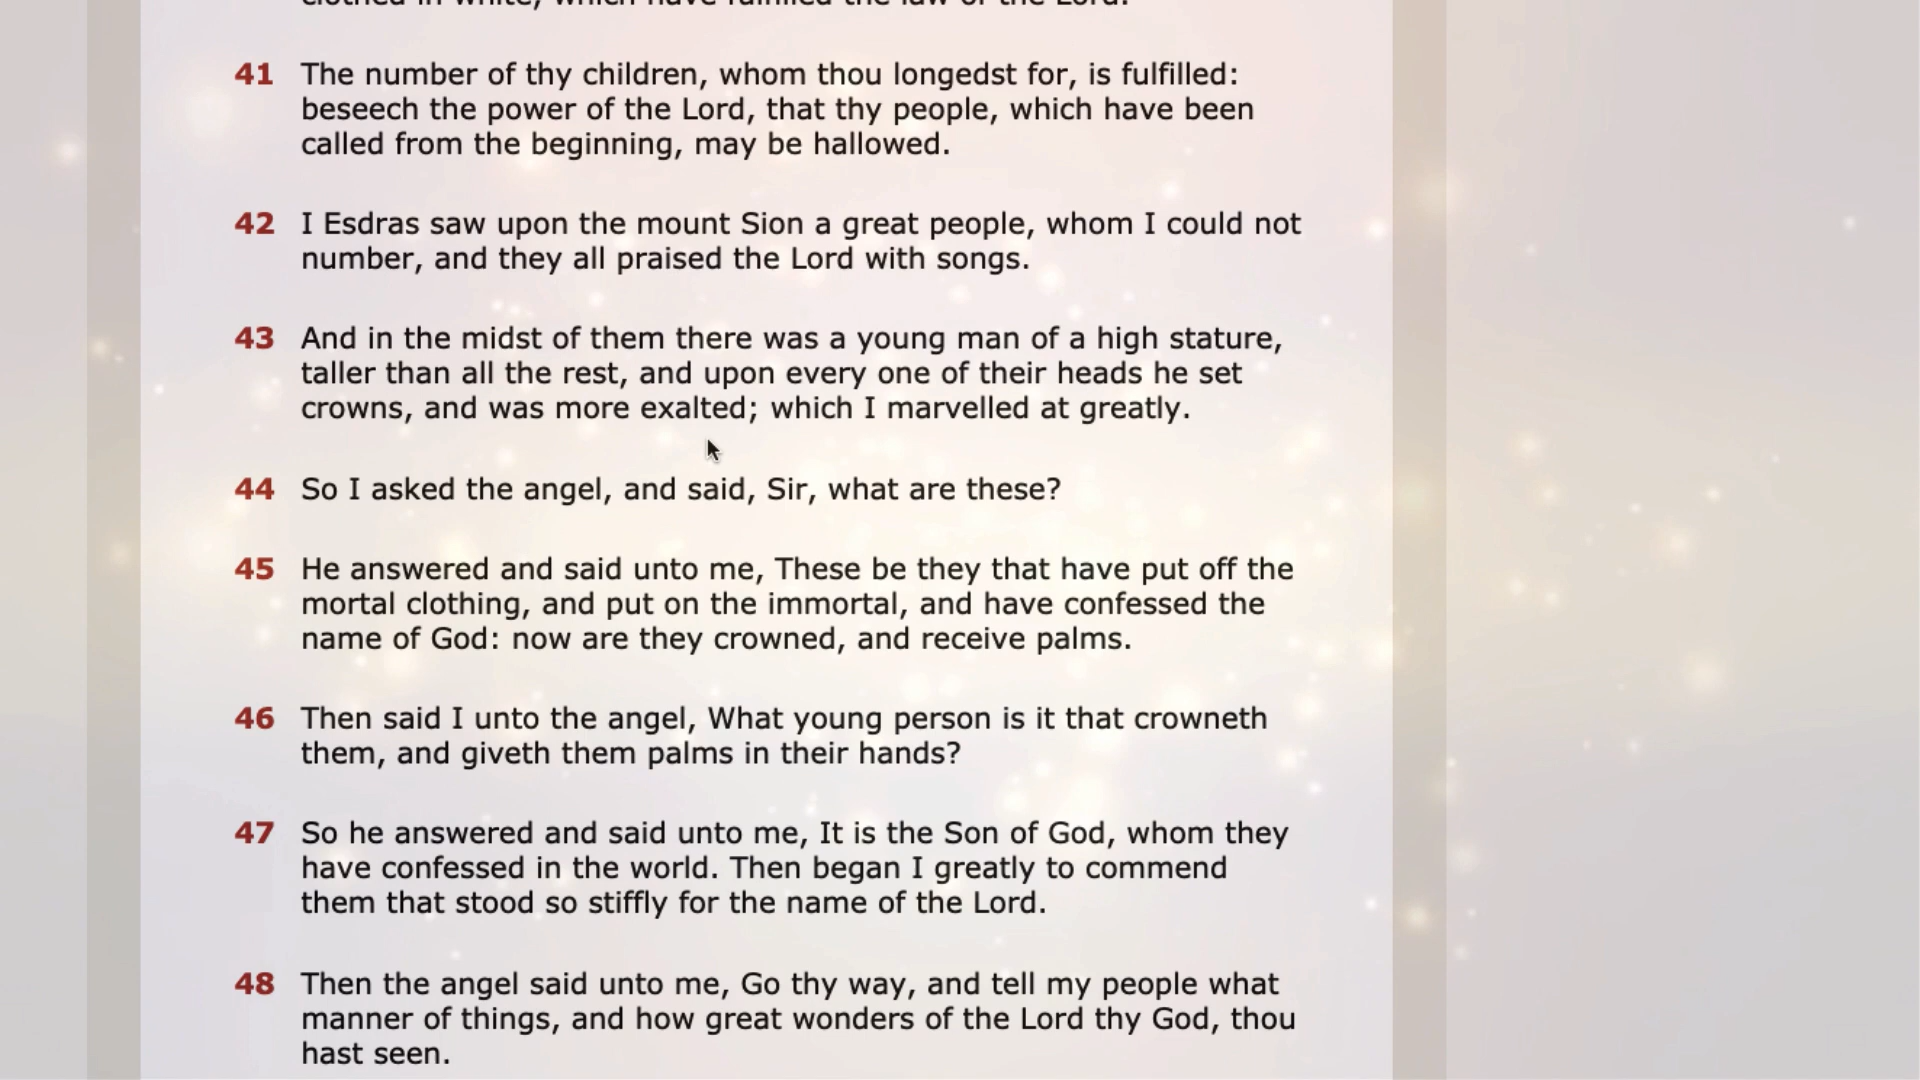 clothed in white, which have fulfilled the law of the Lord.
41 The number of thy children, whom thou longedst for, is fulfilled:
beseech the power of the Lord, that thy people, which have been
called from the beginning, may be hallowed.
42 I Esdras saw upon the mount Sion a great people, whom I could not
number, and they all praised the Lord with songs.
43 And in the midst of them there was a young man of a high stature,
taller than all the rest, and upon every one of their heads he set
crowns, and was more exalted; which I marvelled at greatly.
44 So I asked the angel, and said, Sir, what are these?
45 He answered and said unto me, These be they that have put off the
mortal clothing, and put on the immortal, and have confessed the
name of God: now are they crowned, and receive palms.
46 Then said I unto the angel, What young person is it that crowneth
them, and giveth them palms in their hands?
47 So he answered and said unto me, It is the Son of God, whom they
have confessed in the world. Then began I greatly to commend
them that stood so stiffly for the name of the Lord.
48 Then the angel said unto me, Go thy way, and tell my people what
manner of things, and how great wonders of the Lord thy God, thou
hast seen.